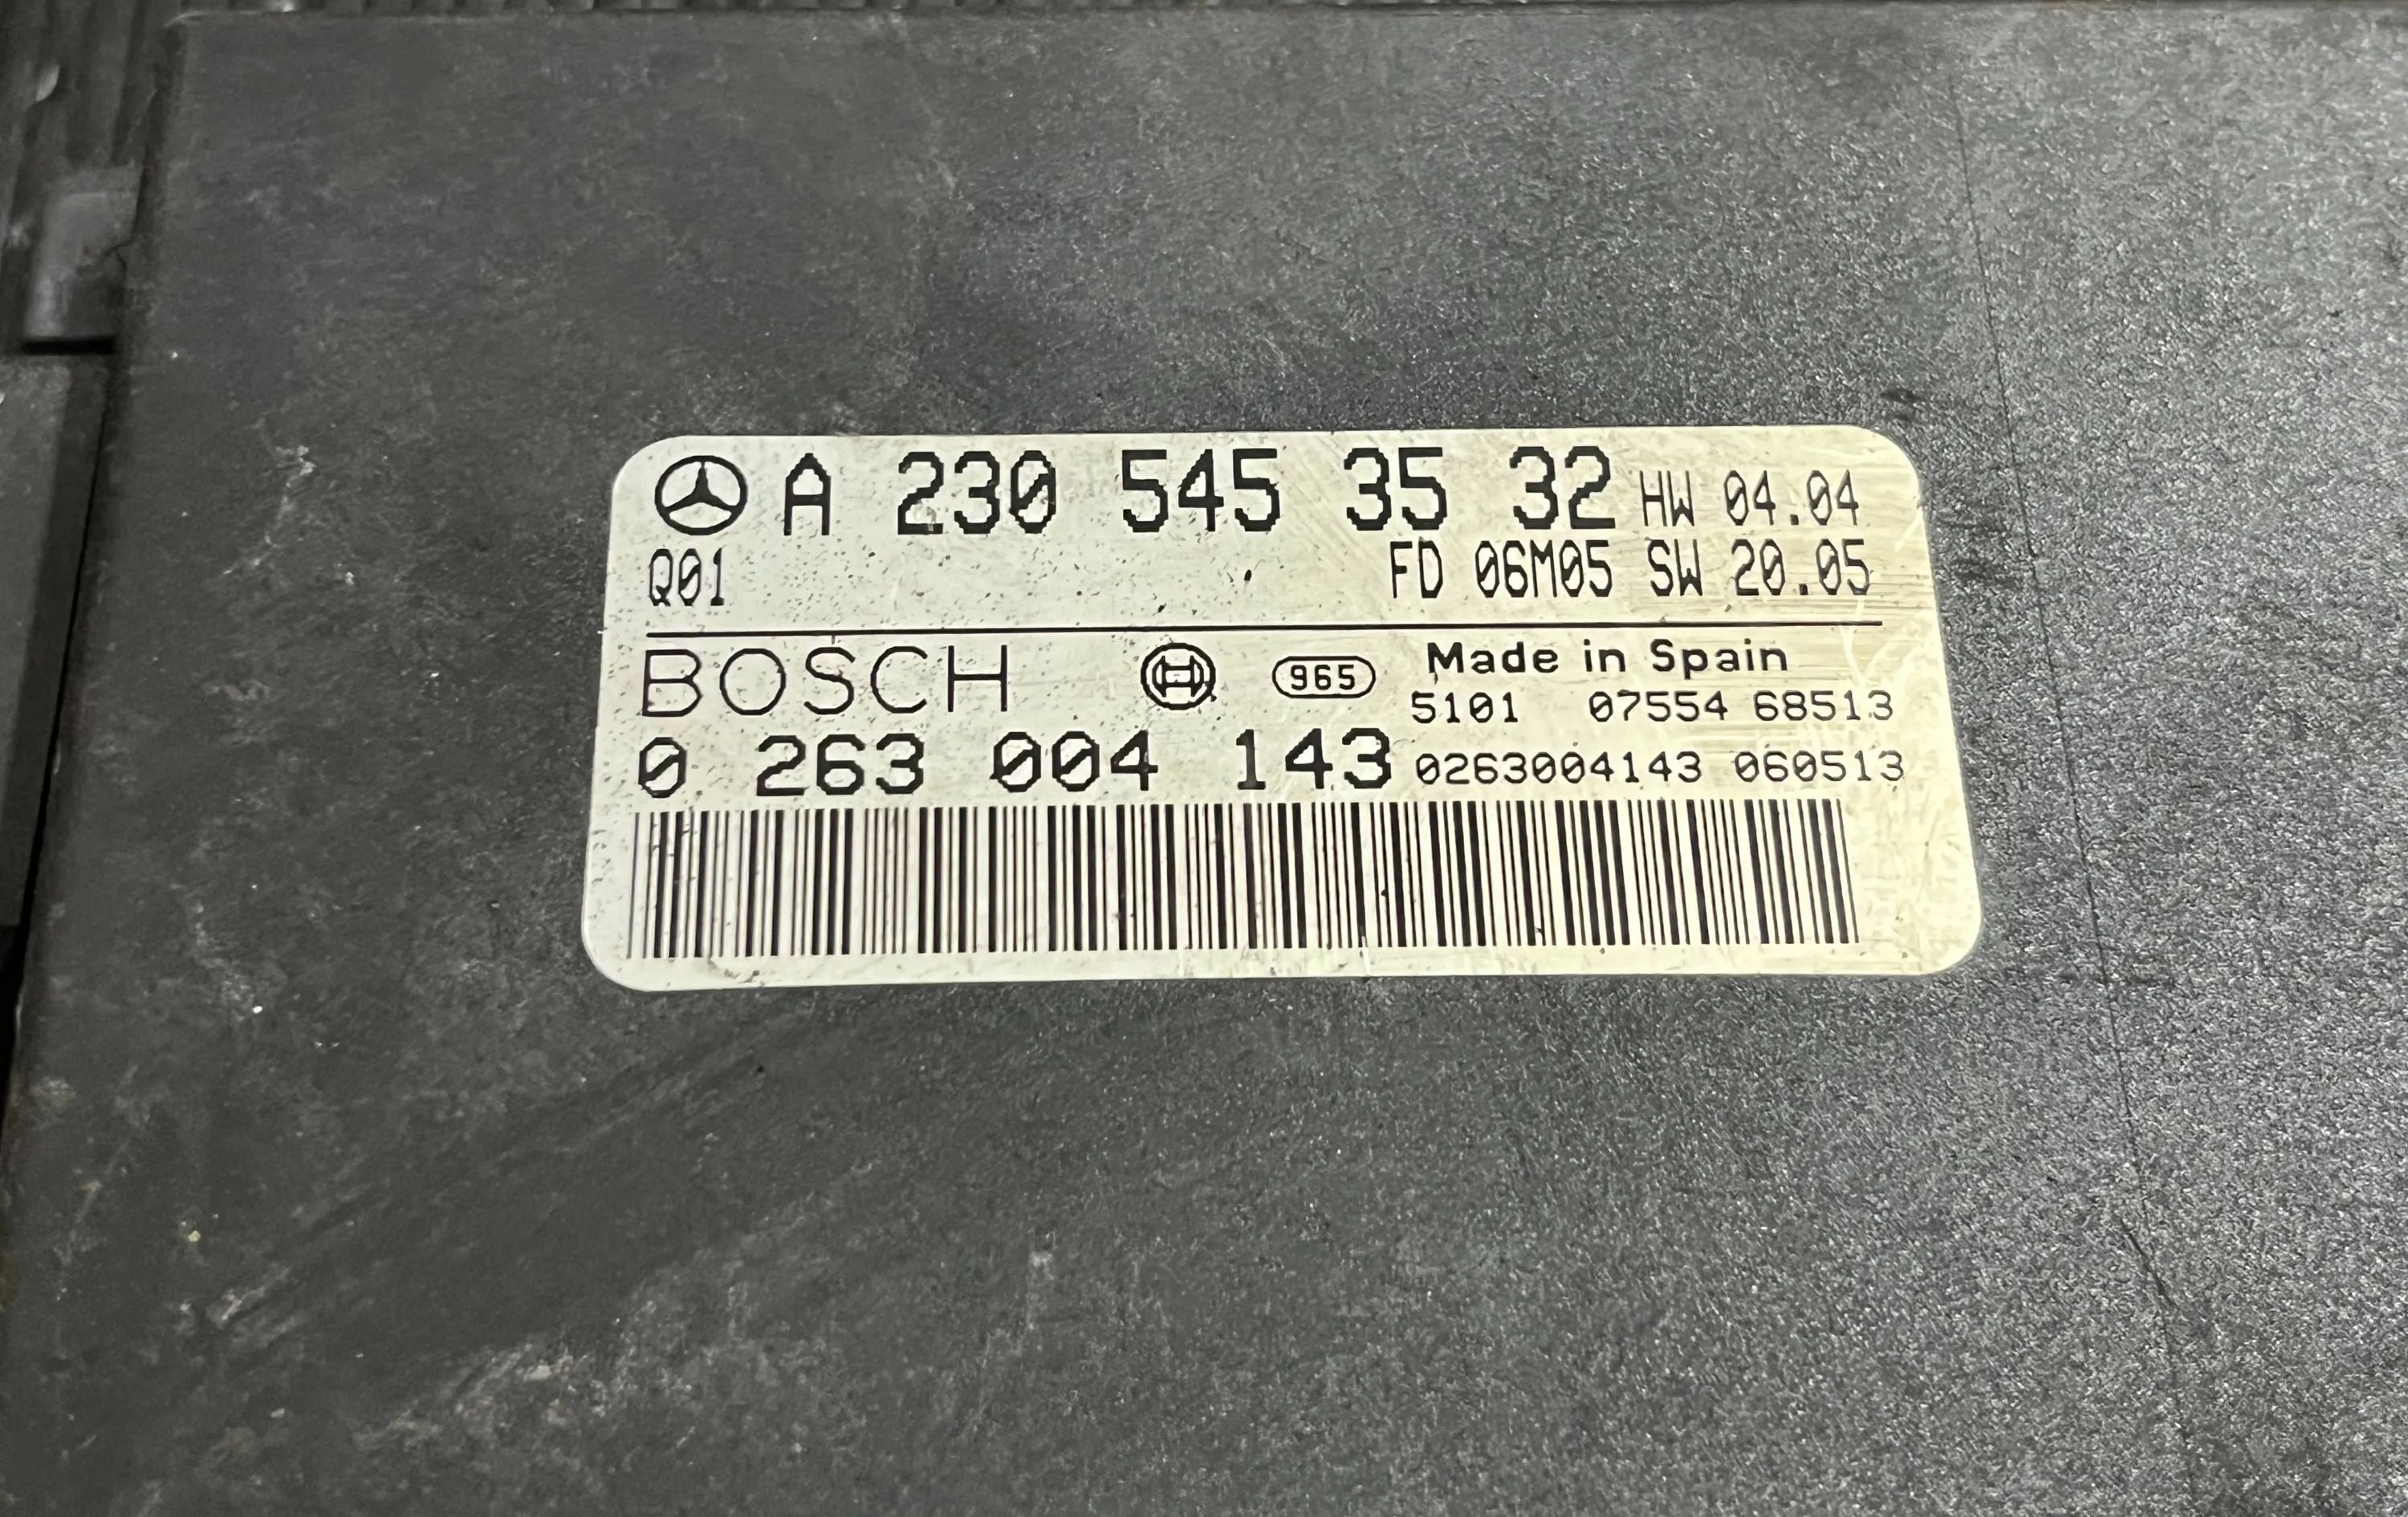 A 230 545 35 32 HW 04.04
Q01 FD 06M05 SW 20.05
BOSCH 965 Made in Spain
5101 07554 68513
0 263 004 143 0263004143 060513